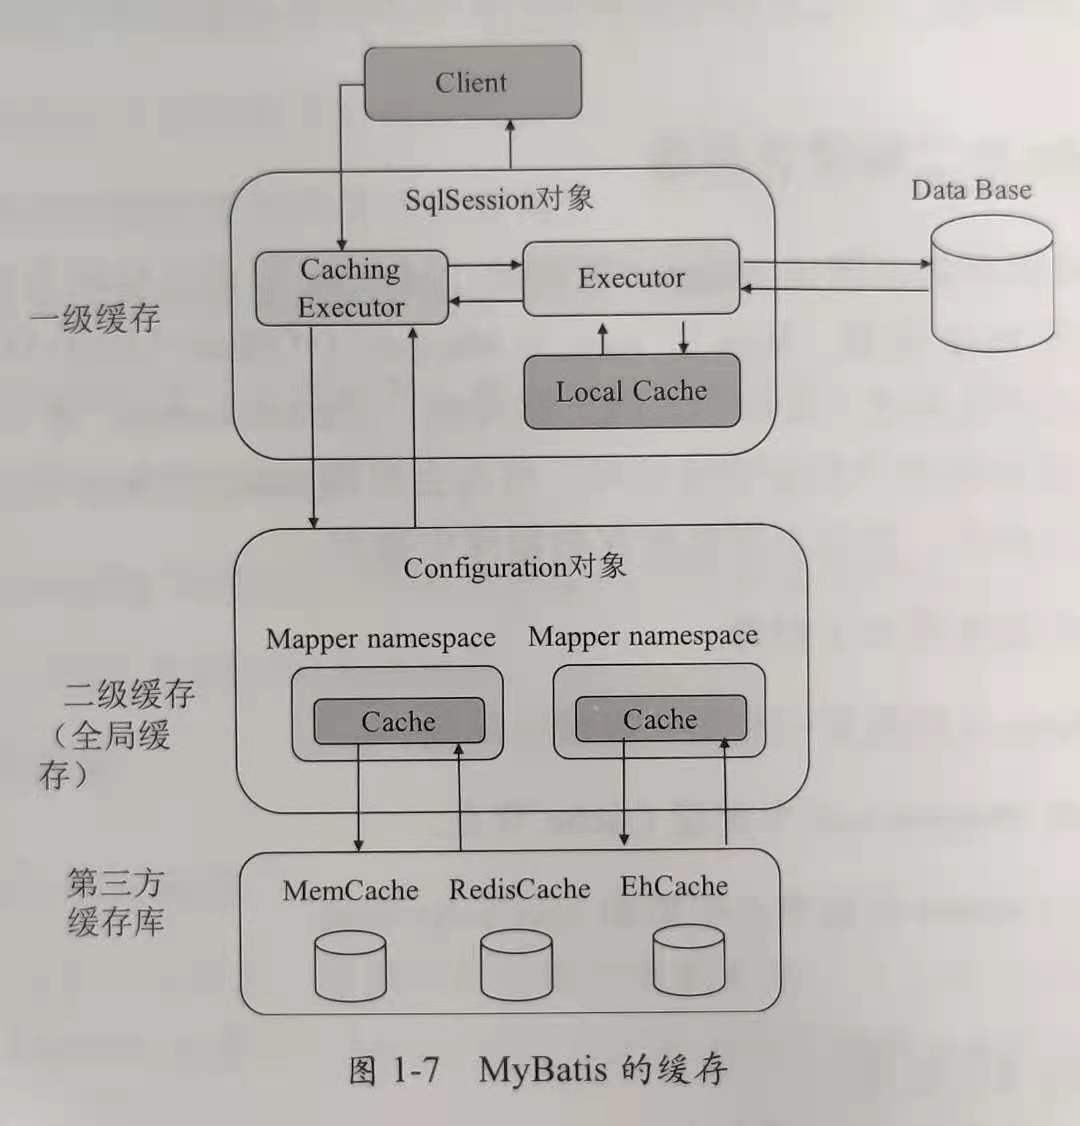 Client
SqlSession对象
Data Base
Caching
Executor
Executor
一级缓存
Local Cache
Configuration对象
Mapper namespace
Mapper namespace
二级缓存
（全局缓
存）
Cache
Cache
第三方
缓存库
MemCache
RedisCache
EhCache
图 1-7 MyBatis 的缓存